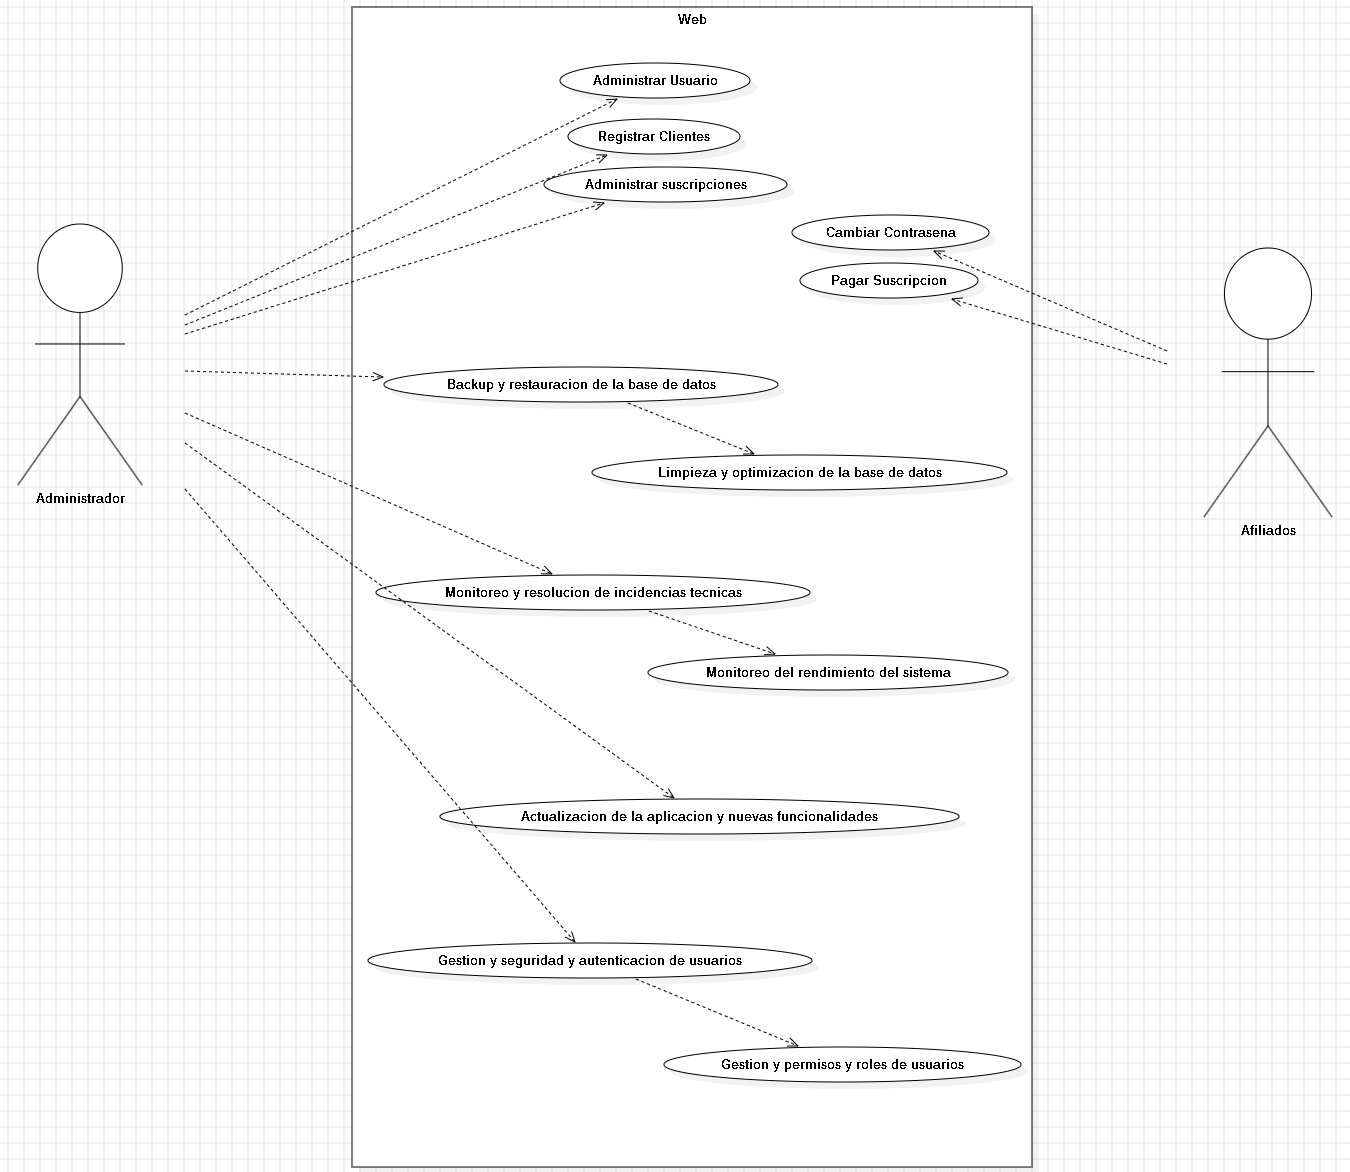 Web
Administrar Usuario
Registrar Clientes
Administrar suscripciones
Cambiar Contrasena
Pagar Suscripcion
Backup y restauracion de la base de datos
Limpieza y optimizacion de la base de datos
Administrador
Afiliados
Monitoreo y resolucion de incidencias tecnicas
Monitoreo del rendimiento del sistema
Actualizacion de la aplicacion y nuevas funcionalidades
Gestion y seguridad y autenticacion de usuarios
Gestion y permisos y roles de usuarios